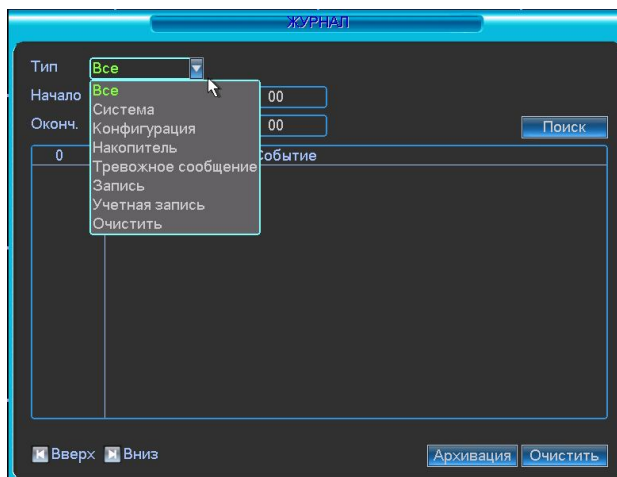 ЖУРНАЛ
Тип Все
Все
Начало 00
Система
Оконч. Конфигурация 00 Поиск
Накопитель
0 Событие
Тревожное сообщение
Запись
Учетная запись
Очистить
Вверх Вниз Архивация Очистить